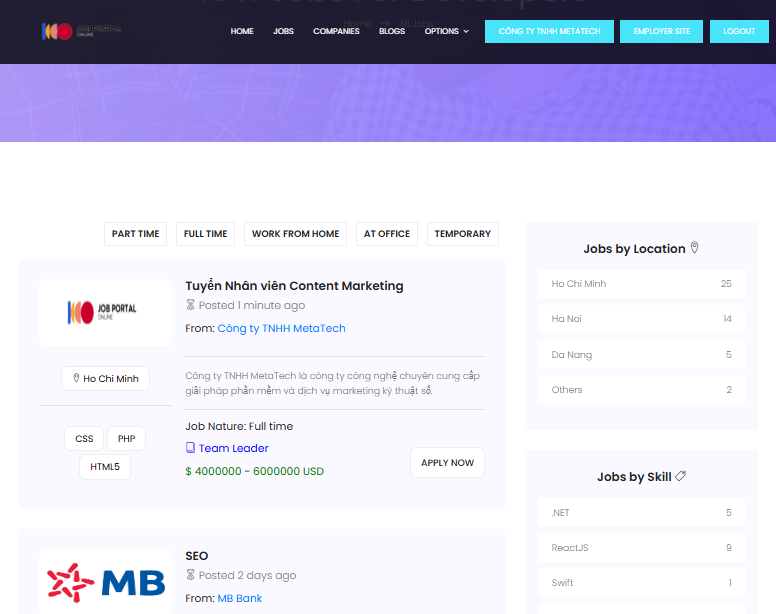 JOB PORTAL
ONLINE
HOME
JOBS
COMPANIES
BLOGS
OPTIONS
CÔNG TY TNHH METATECH
EMPLOYER SITE
LOGOUT
Home
All Jobs
PART TIME
FULL TIME
WORK FROM HOME
AT OFFICE
TEMPORARY
JOB PORTAL
ONLINE
Ho Chi Minh
CSS
PHP
HTML5
Tuyển Nhân viên Content Marketing
Posted 1 minute ago
From: Công ty TNHH MetaTech
Công ty TNHH MetaTech là công ty công nghệ chuyên cung cấp
giải pháp phần mềm và dịch vụ marketing kỹ thuật số.
Job Nature: Full time
Team Leader
$ 4000000 - 6000000 USD
APPLY NOW
MB
SEO
Posted 2 days ago
From: MB Bank
Jobs by Location
Ho Chi Minh 25
Ha Noi 14
Da Nang 5
Others 2
Jobs by Skill
.NET 5
ReactJS 9
Swift 1